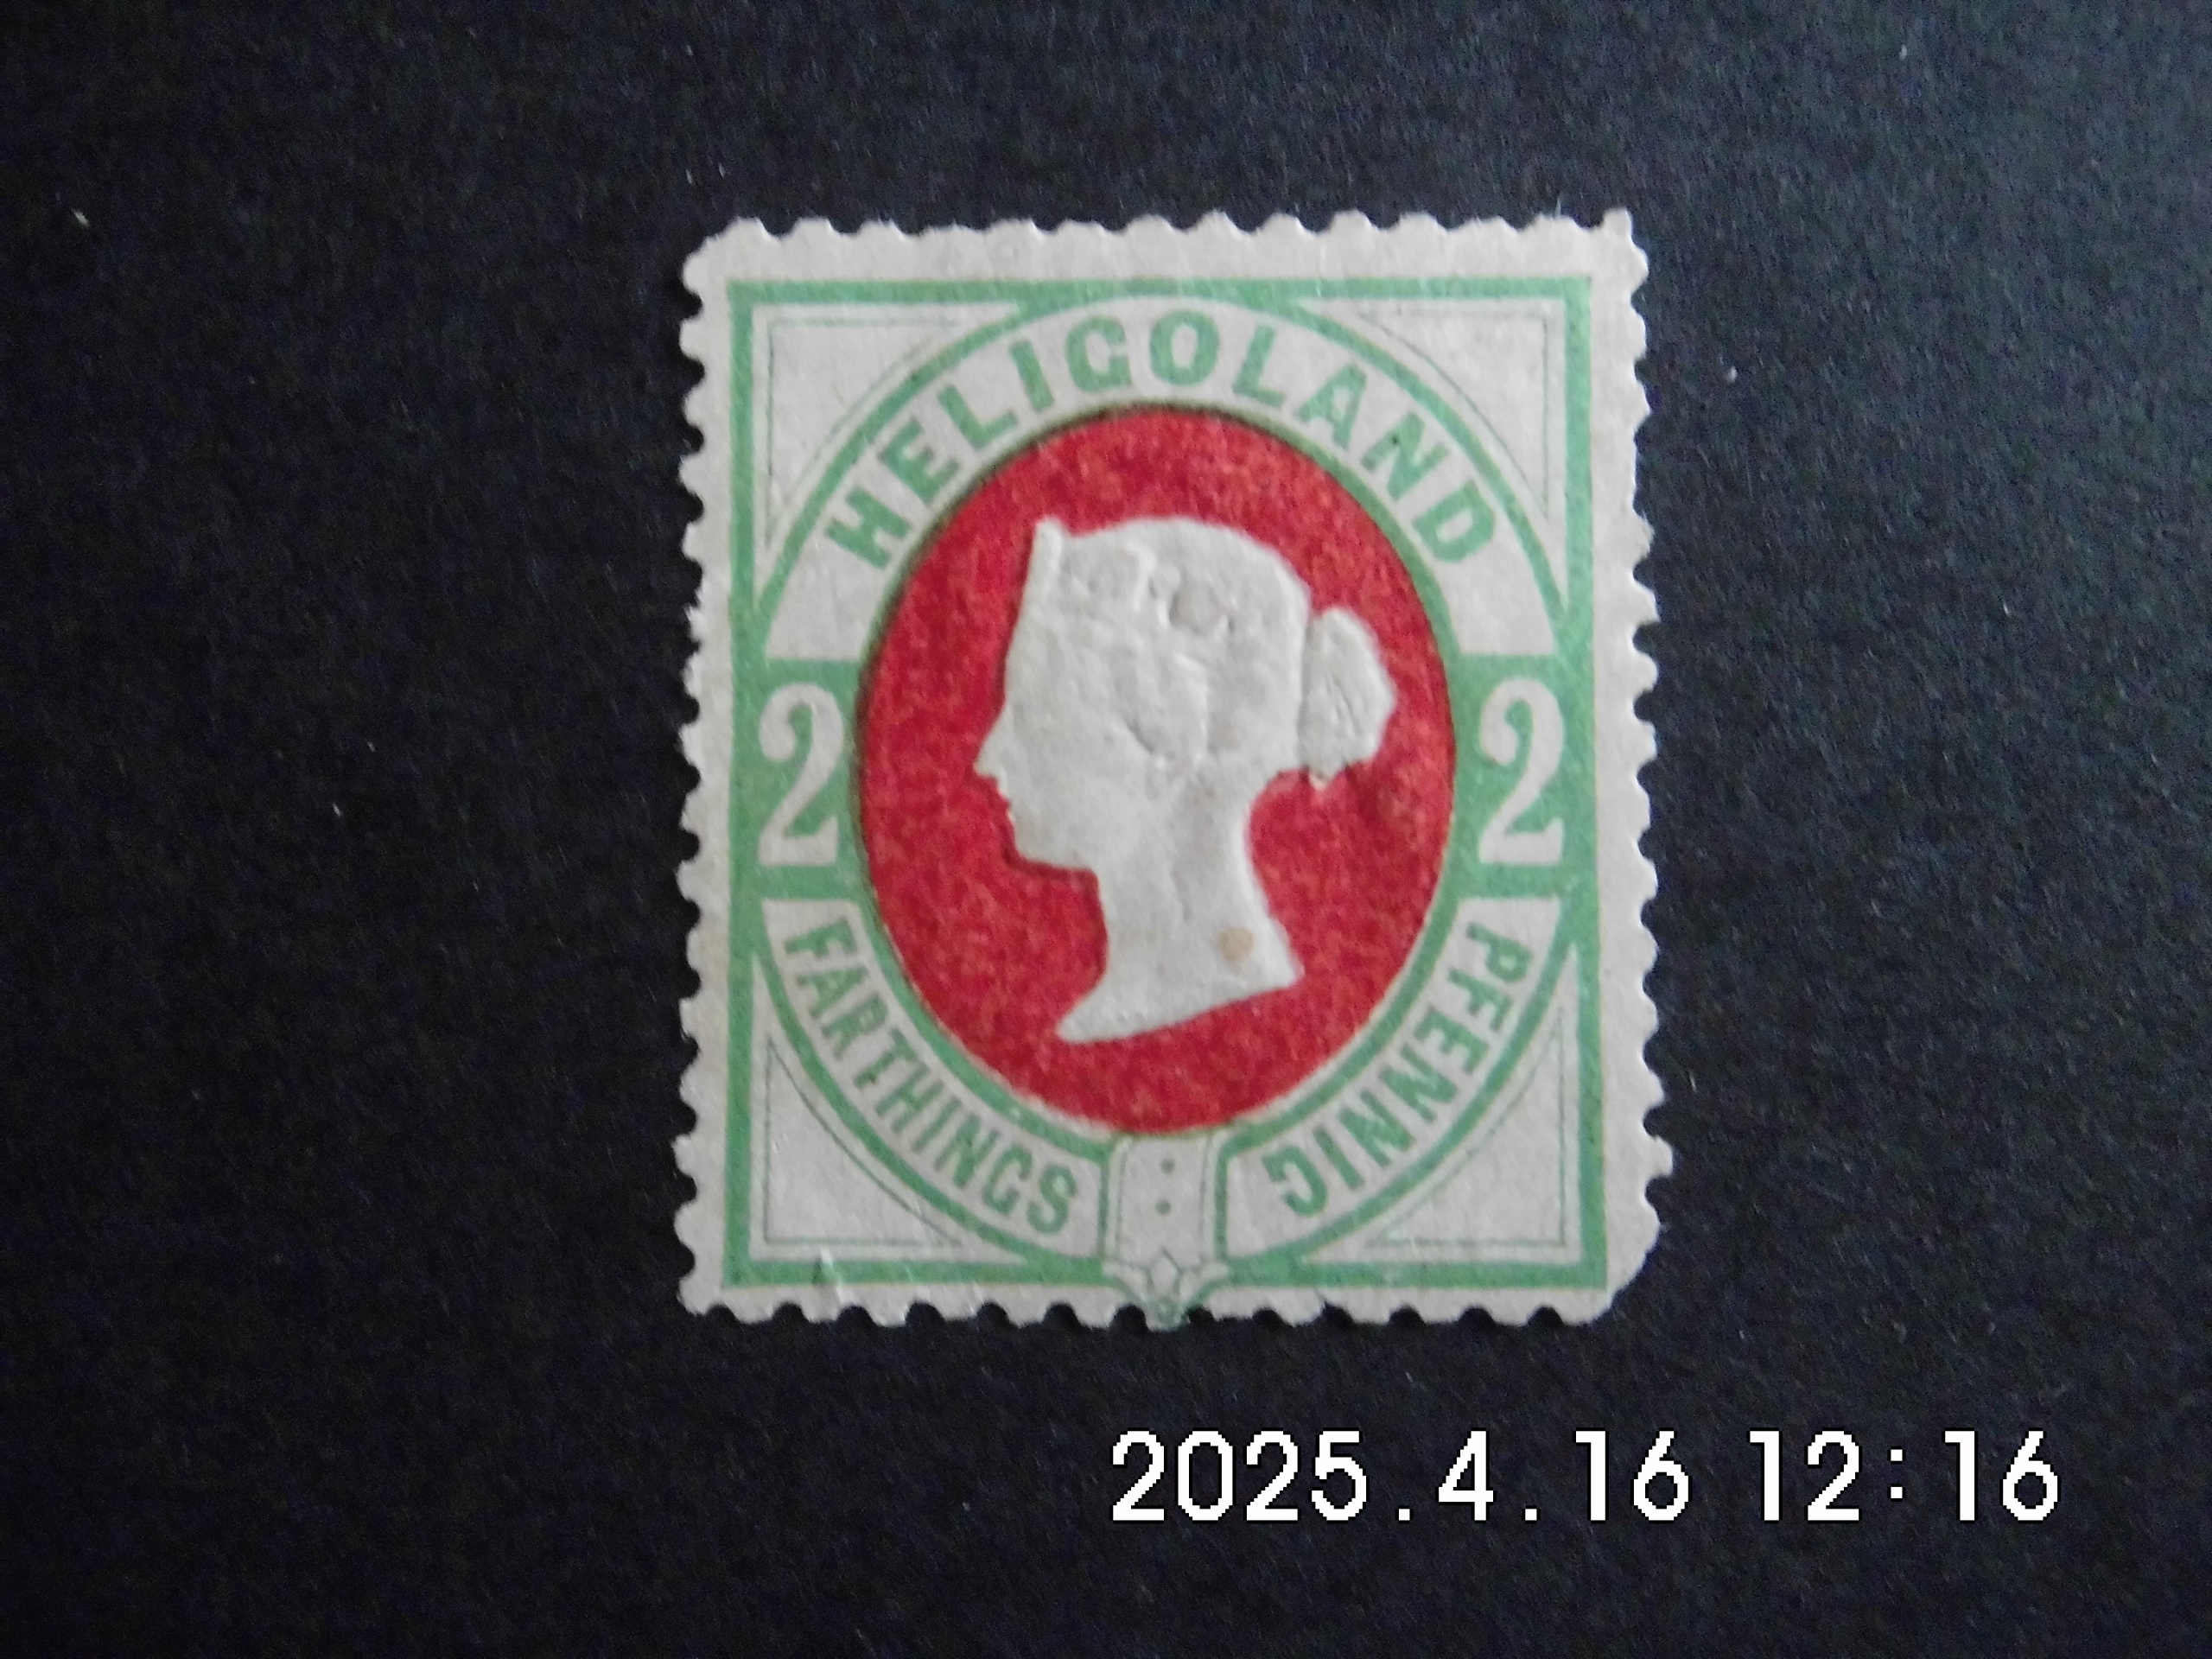 HELIGOLAND
2 2
FARTHINGS PFENNIG
2025.4.16 12:16